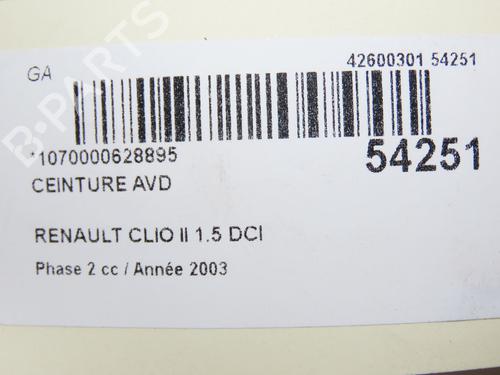 GA
42600301 54251
*1070000628895
54251
CEINTURE AVD
RENAULT CLIO II 1.5 DCI
Phase 2 cc / Année 2003
B-PARTS